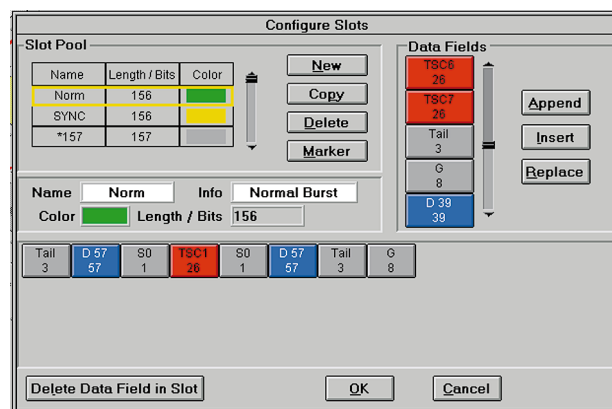 Configure Slots
Slot Pool
Name Length / Bits Color
Norm 156
SYNC 156
*157 157
New
Copy
Delete
Marker
Name Norm Info Normal Burst
Color Length / Bits 156
Data Fields
TSC6
26
TSC7
26
Tail
3
G
8
D 39
39
Append
Insert
Replace
Tail D 57 S0 TSC1 S0 D 57 Tail G
3 57 1 26 1 57 3 8
Delete Data Field in Slot OK Cancel